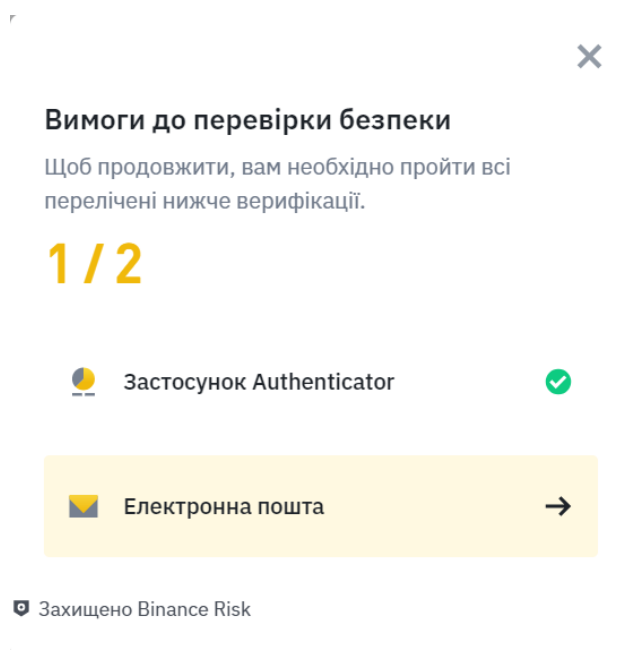 Вимоги до перевірки безпеки
Щоб продовжити, вам необхідно пройти всі
перелічені нижче верифікації.
1 / 2
Застосунок Authenticator
Електронна пошта
Захищено Binance Risk